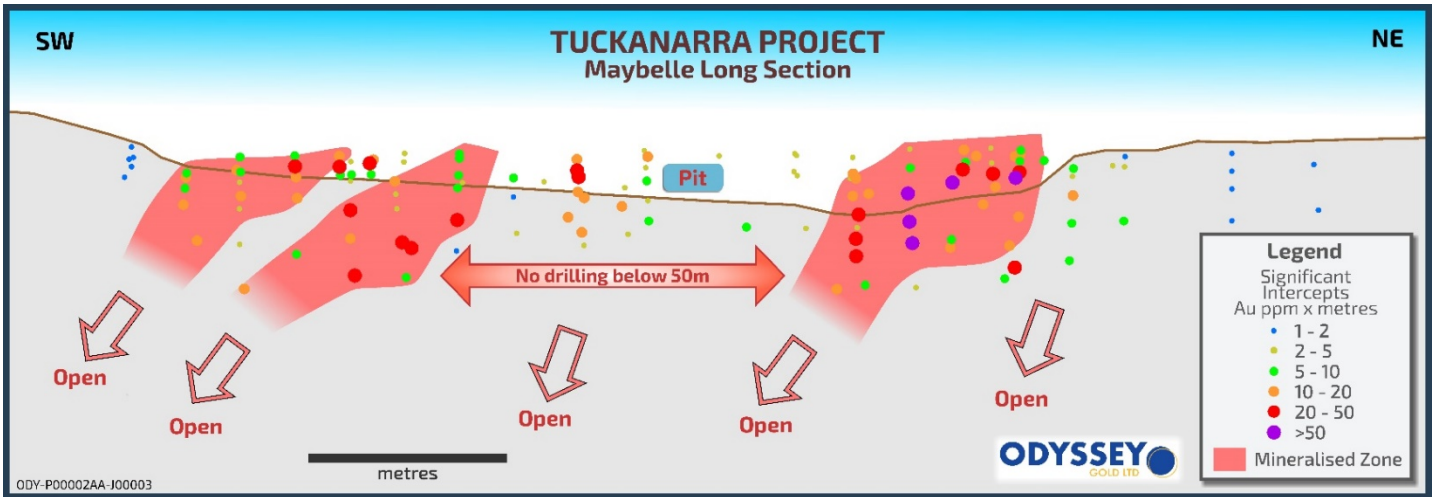 SW
TUCKANARRA PROJECT
NE
Maybelle Long Section
Pit
No drilling below 50m
Open
Open
Open
Open
Open
metres
ODY-P00002AA-J00003
ODYSSEY
GOLD LTD
Legend
Significant
Intercepts
Au ppm x metres
1 - 2
2 - 5
5 - 10
10 - 20
20 - 50
>50
Mineralised Zone